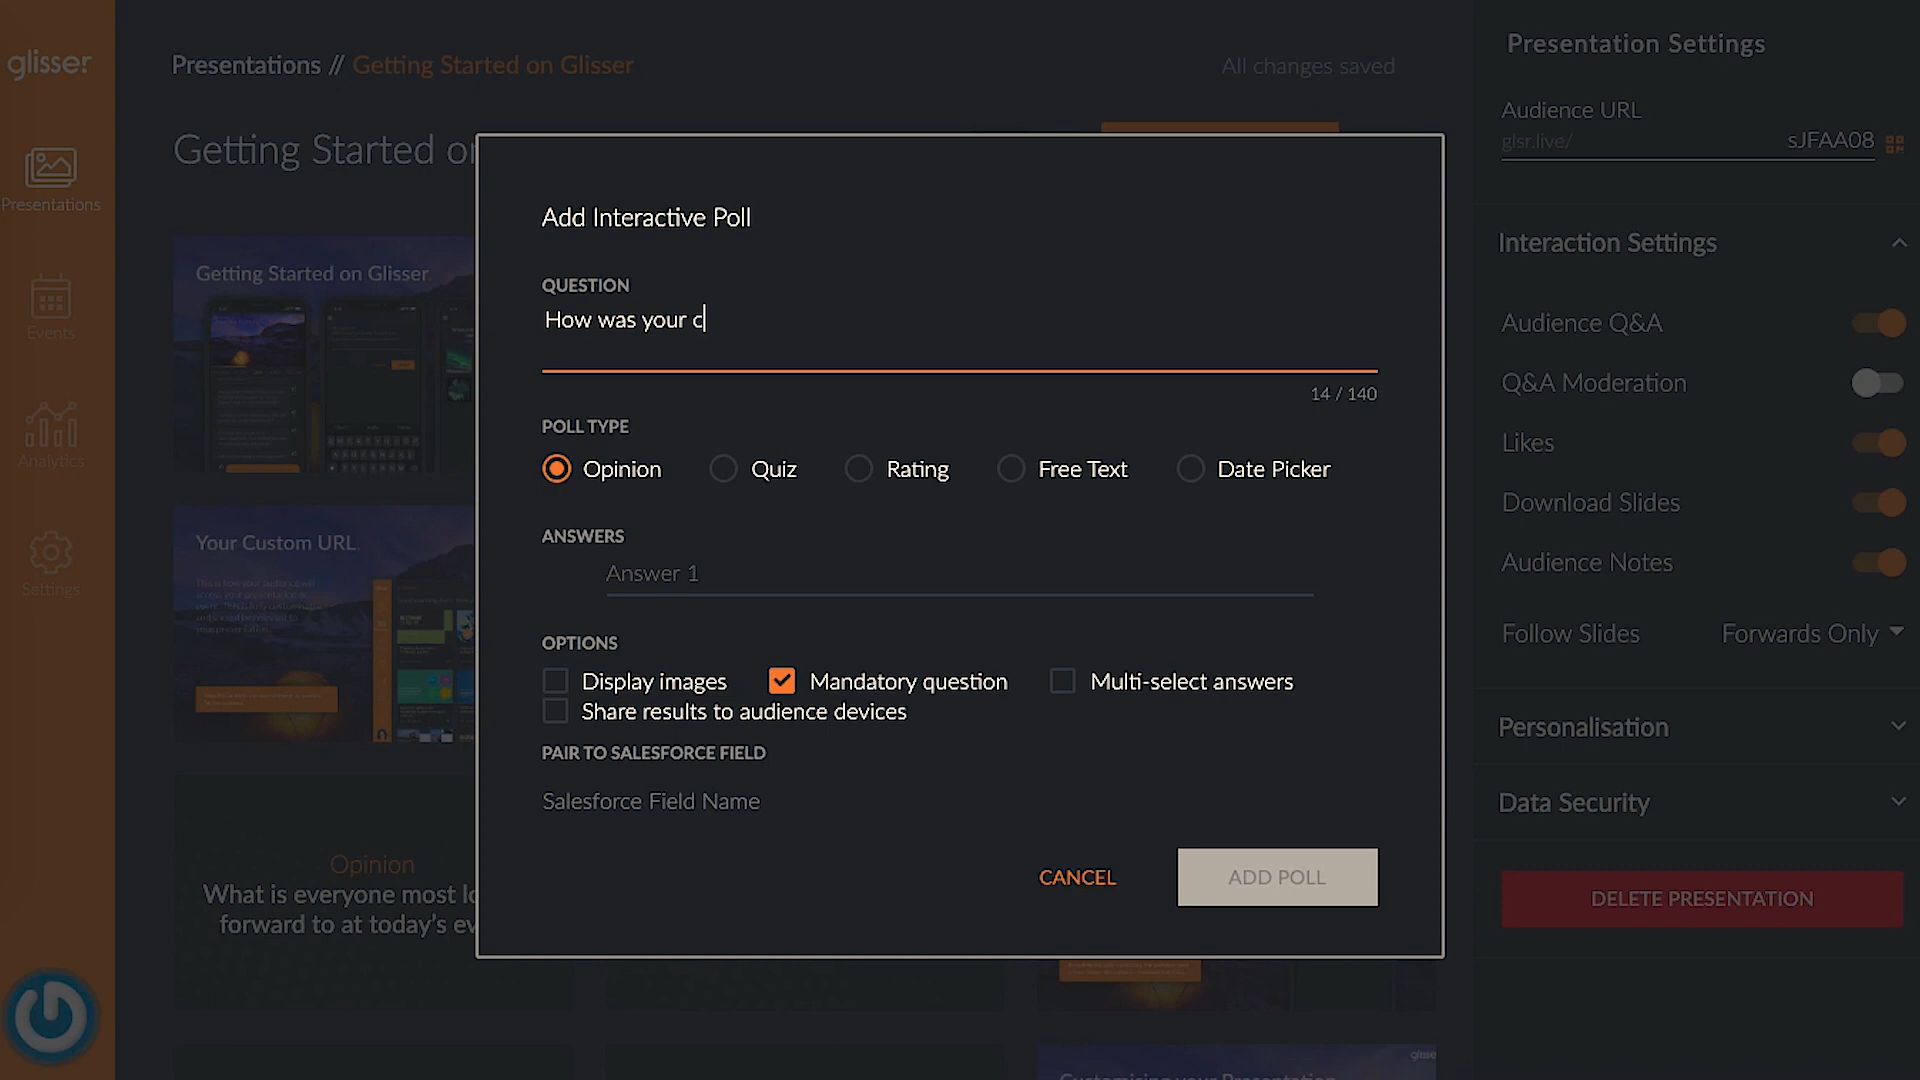 glisser
Presentations
Events
Analytics
Settings
Presentations // Getting Started on Glisser
All changes saved
Getting Started on
Getting Started on Glisser
Your Custom URL
Opinion
What is everyone most lo
forward to at today's ev
Add Interactive Poll
QUESTION
How was your c
14 / 140
POLL TYPE
Opinion Quiz Rating Free Text Date Picker
ANSWERS
Answer 1
OPTIONS
Display images Mandatory question Multi-select answers
Share results to audience devices
PAIR TO SALESFORCE FIELD
Salesforce Field Name
CANCEL ADD POLL
glisse
Customising your Presentation
Presentation Settings
Audience URL
glsr.live/ sJFAA08
Interaction Settings
Audience Q&A
Q&A Moderation
Likes
Download Slides
Audience Notes
Follow Slides Forwards Only
Personalisation
Data Security
DELETE PRESENTATION